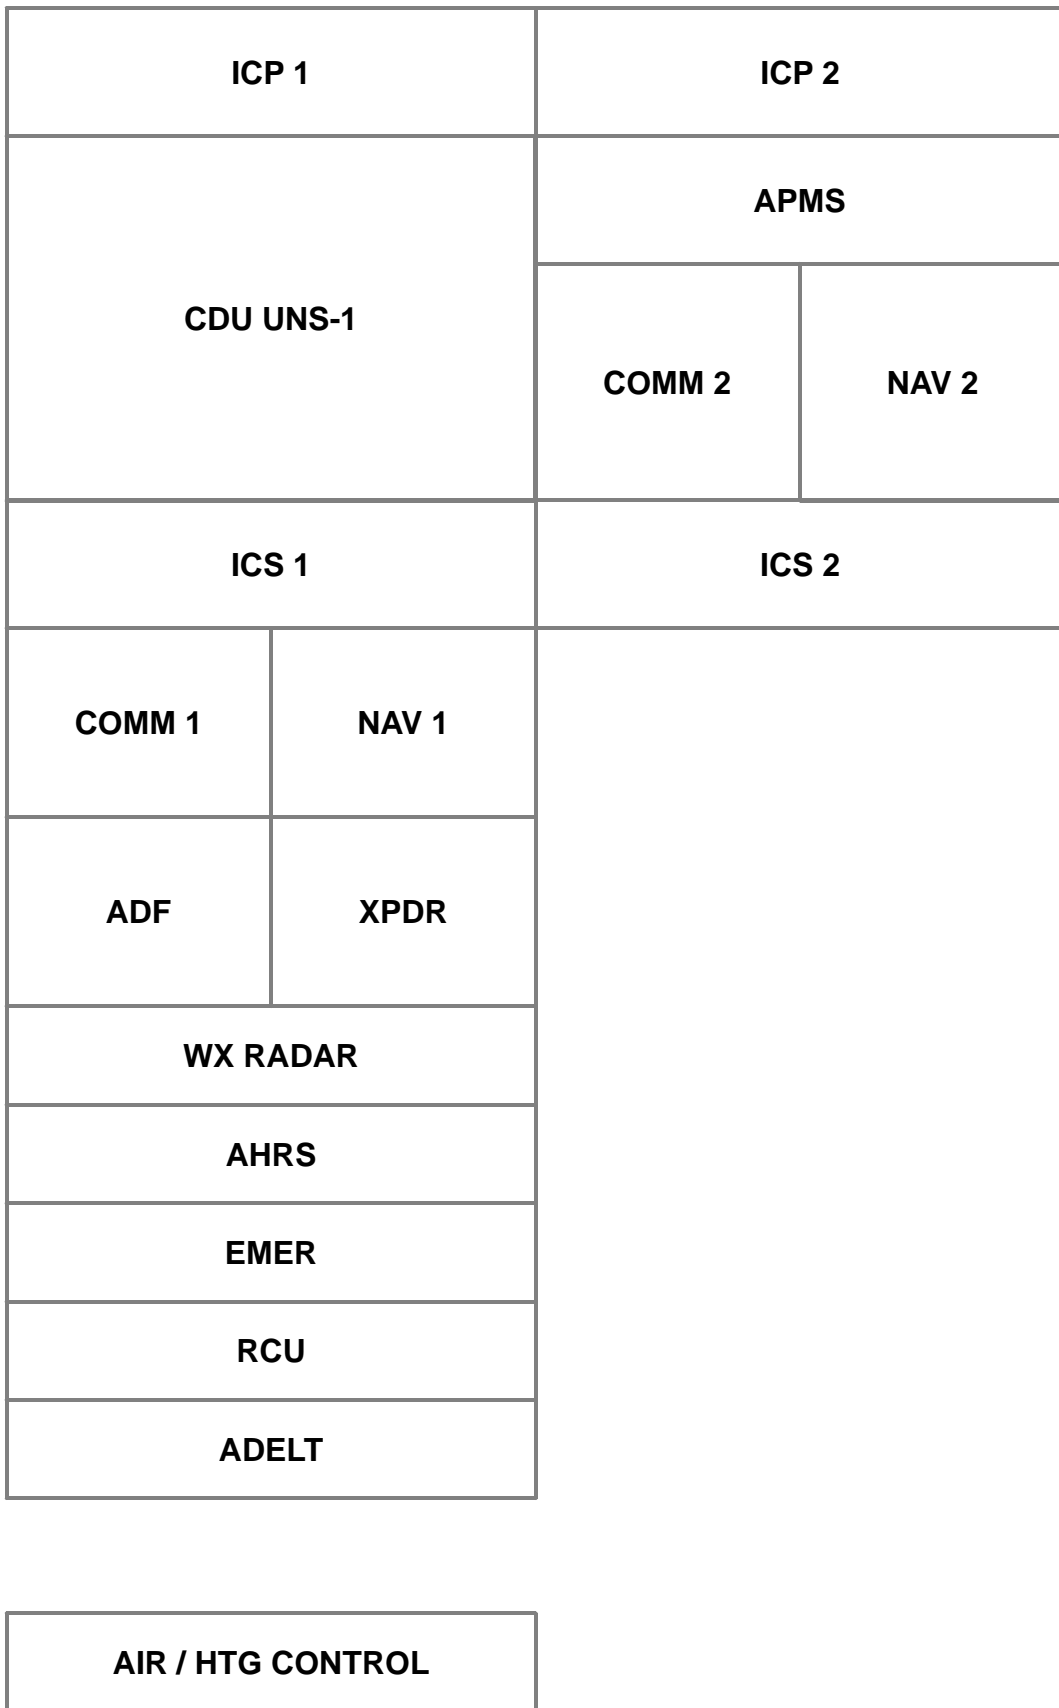 ICP 1
ICP 2
CDU UNS-1
APMS
COMM 2
NAV 2
ICS 1
ICS 2
COMM 1
NAV 1
ADF
XPDR
WX RADAR
AHRS
EMER
RCU
ADELT
AIR / HTG CONTROL